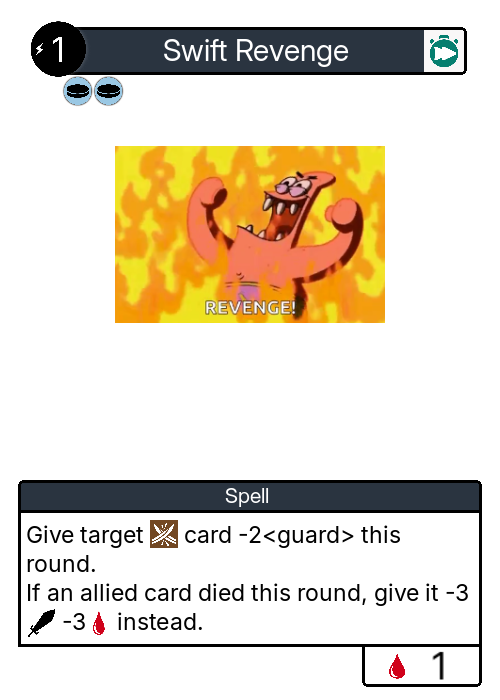 1
Swift Revenge
REVENGE!
Spell
Give target card -2<guard> this
round.
If an allied card died this round, give it -3
-3 instead.
1